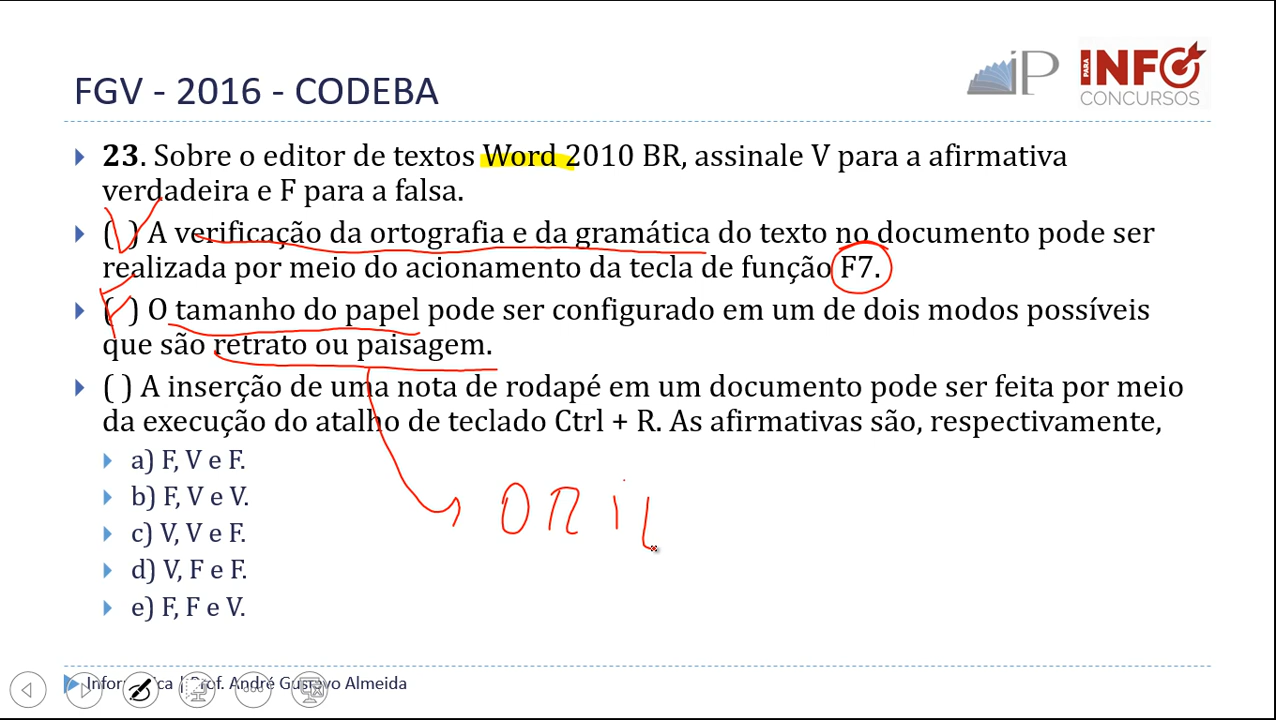 FGV - 2016 - CODEBA
iP
PARA INFO
CONCURSOS
23. Sobre o editor de textos Word 2010 BR, assinale V para a afirmativa
verdadeira e F para a falsa.
(V) A verificação da ortografia e da gramática do texto no documento pode ser
realizada por meio do acionamento da tecla de função F7.
(F) O tamanho do papel pode ser configurado em um de dois modos possíveis
que são retrato ou paisagem.
( ) A inserção de uma nota de rodapé em um documento pode ser feita por meio
da execução do atalho de teclado Ctrl + R. As afirmativas são, respectivamente,
a) F, V e F.
b) F, V e V.
c) V, V e F.
d) V, F e F.
e) F, F e V.
Prof. André Gustavo Almeida